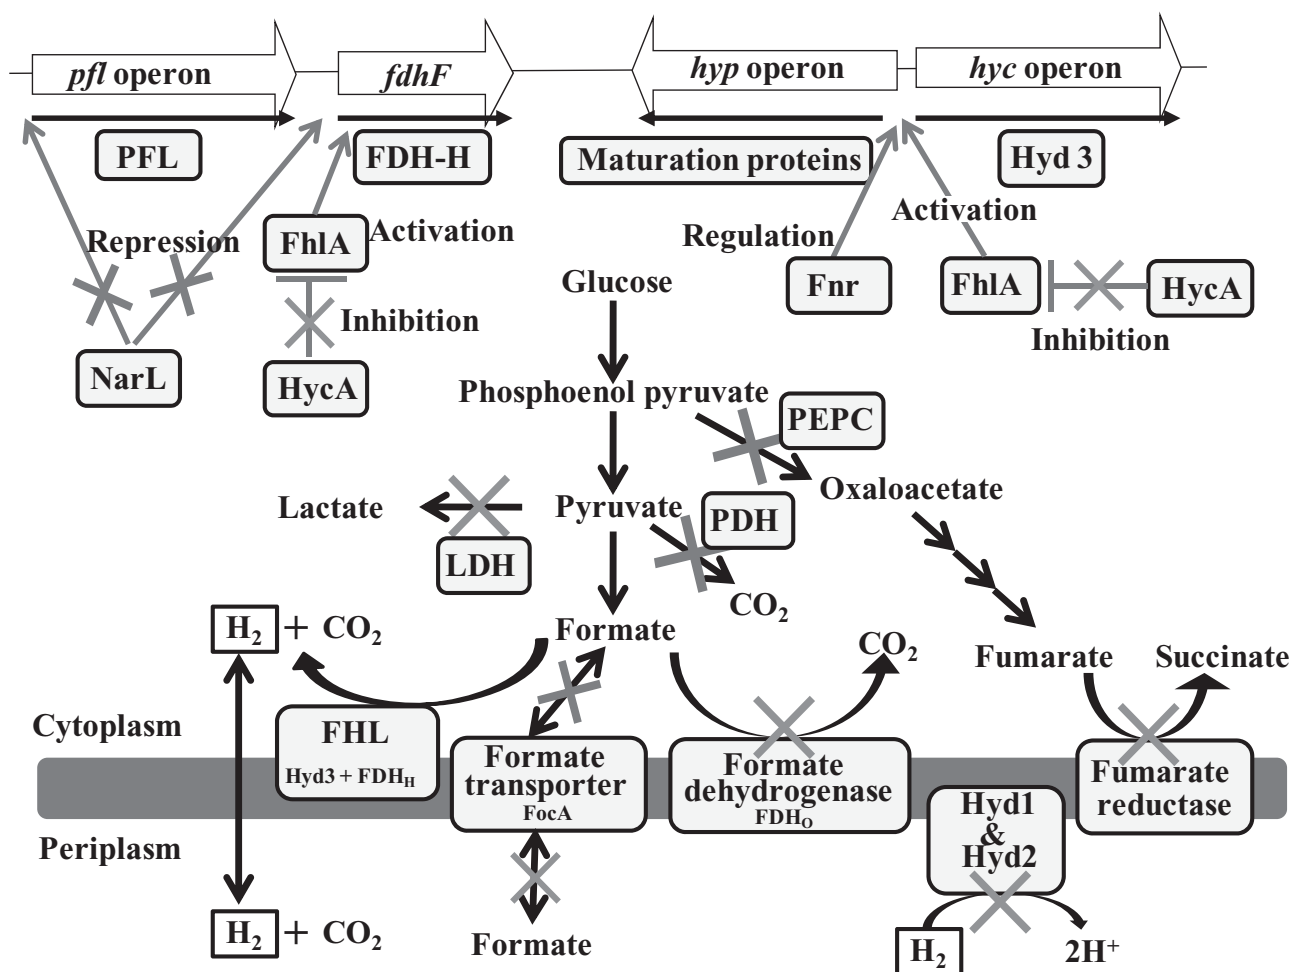 pfl operon
fdhF
hyp operon
hyc operon
PFL
FDH-H
Maturation proteins
Hyd 3
Repression
FhlA
Activation
Regulation
Activation
Fnr
FhlA
HycA
Inhibition
Inhibition
NarL
HycA
Glucose
Phosphoenol pyruvate
PEPC
Oxaloacetate
Lactate
Pyruvate
PDH
LDH
CO₂
H₂ + CO₂
Formate
CO₂
Fumarate
Succinate
Cytoplasm
FHL
Hyd3 + FDH_H
Formate
transporter
FocA
Formate
dehydrogenase
FDH_O
Hyd1
&
Hyd2
Fumarate
reductase
Periplasm
H₂ + CO₂
Formate
H₂
2H⁺